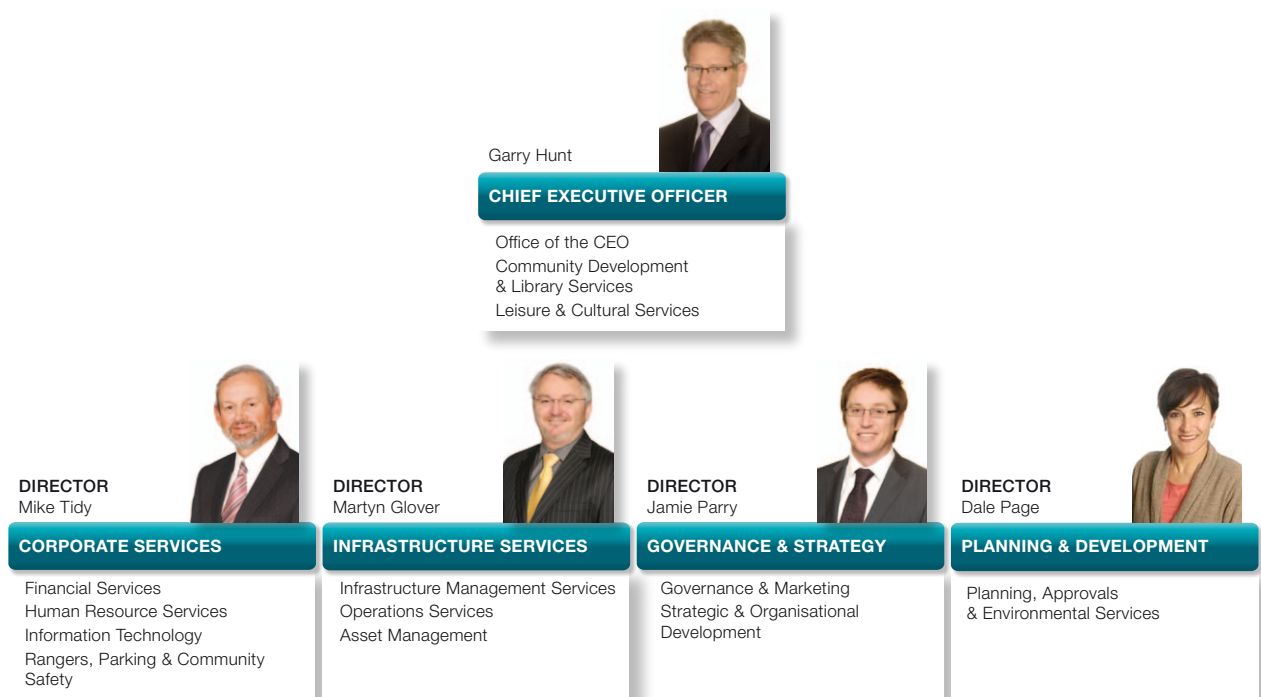 Garry Hunt
CHIEF EXECUTIVE OFFICER
Office of the CEO
Community Development
& Library Services
Leisure & Cultural Services
DIRECTOR
Mike Tidy
CORPORATE SERVICES
Financial Services
Human Resource Services
Information Technology
Rangers, Parking & Community
Safety
DIRECTOR
Martyn Glover
INFRASTRUCTURE SERVICES
Infrastructure Management Services
Operations Services
Asset Management
DIRECTOR
Jamie Parry
GOVERNANCE & STRATEGY
Governance & Marketing
Strategic & Organisational
Development
DIRECTOR
Dale Page
PLANNING & DEVELOPMENT
Planning, Approvals
& Environmental Services